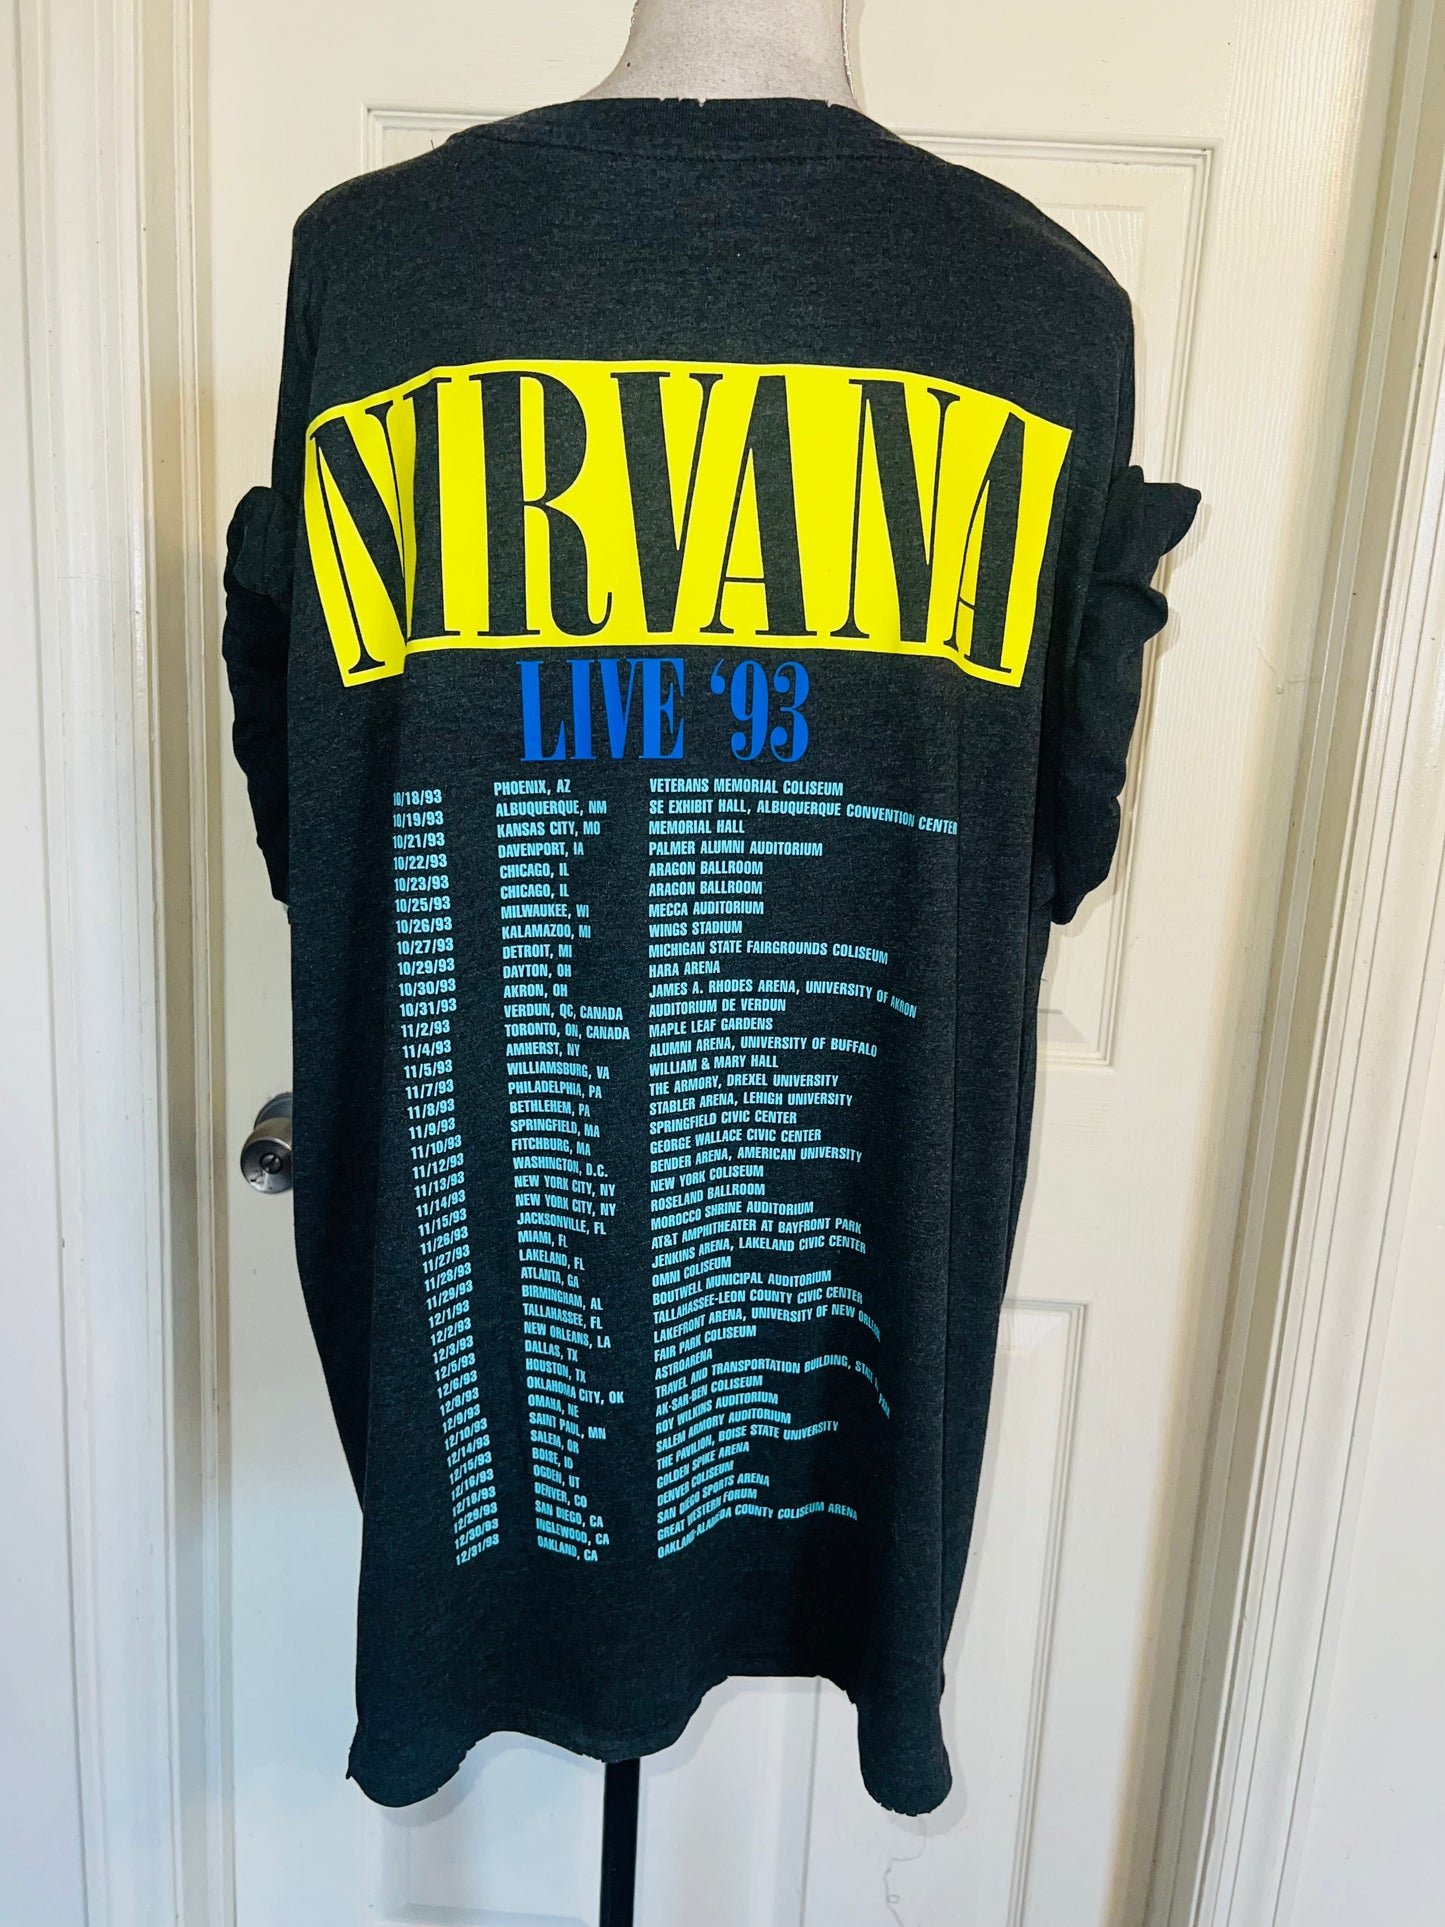 NIRVANA
LIVE '93
10/18/93 PHOENIX, AZ VETERANS MEMORIAL COLISEUM
10/19/93 ALBUQUERQUE, NM SE EXHIBIT HALL, ALBUQUERQUE CONVENTION CENTER
10/21/93 KANSAS CITY, MO MEMORIAL HALL
10/22/93 DAVENPORT, IA PALMER ALUMNI AUDITORIUM
10/23/93 CHICAGO, IL ARAGON BALLROOM
10/25/93 CHICAGO, IL ARAGON BALLROOM
10/26/93 MILWAUKEE, WI MECCA AUDITORIUM
10/27/93 KALAMAZOO, MI WINGS STADIUM
10/29/93 DETROIT, MI MICHIGAN STATE FAIRGROUNDS COLISEUM
10/30/93 DAYTON, OH HARA ARENA
10/31/93 AKRON, OH JAMES A. RHODES ARENA, UNIVERSITY OF AKRON
11/2/93 VERDUN, QC, CANADA AUDITORIUM DE VERDUN
11/4/93 TORONTO, ON, CANADA MAPLE LEAF GARDENS
11/5/93 AMHERST, NY ALUMNI ARENA, UNIVERSITY OF BUFFALO
11/7/93 WILLIAMSBURG, VA WILLIAM & MARY HALL
11/8/93 PHILADELPHIA, PA THE ARMORY, DREXEL UNIVERSITY
11/9/93 BETHLEHEM, PA STABLER ARENA, LEHIGH UNIVERSITY
11/10/93 SPRINGFIELD, MA SPRINGFIELD CIVIC CENTER
11/12/93 FITCHBURG, MA GEORGE WALLACE CIVIC CENTER
11/13/93 WASHINGTON, D.C. BENDER ARENA, AMERICAN UNIVERSITY
11/14/93 NEW YORK CITY, NY NEW YORK COLISEUM
11/15/93 NEW YORK CITY, NY ROSELAND BALLROOM
11/26/93 JACKSONVILLE, FL MOROCCO SHRINE AUDITORIUM
11/27/93 MIAMI, FL AT&T AMPHITHEATER AT BAYFRONT PARK
11/28/93 LAKELAND, FL JENKINS ARENA, LAKELAND CIVIC CENTER
11/29/93 ATLANTA, GA OMNI COLISEUM
12/1/93 BIRMINGHAM, AL BOUTWELL MUNICIPAL AUDITORIUM
12/2/93 TALLAHASSEE, FL TALLAHASSEE-LEON COUNTY CIVIC CENTER
12/3/93 NEW ORLEANS, LA LAKEFRONT ARENA, UNIVERSITY OF NEW ORLEANS
12/5/93 DALLAS, TX FAIR PARK COLISEUM
12/6/93 HOUSTON, TX ASTROARENA
12/8/93 OKLAHOMA CITY, OK TRAVEL AND TRANSPORTATION BUILDING, STATE PARK
12/9/93 OMAHA, NE AK-SAR-BEN COLISEUM
12/10/93 SAINT PAUL, MN ROY WILKINS AUDITORIUM
12/14/93 SALEM, OR SALEM ARMORY AUDITORIUM
12/15/93 BOISE, ID THE PAVILION, BOISE STATE UNIVERSITY
12/16/93 OGDEN, UT GOLDEN SPIKE ARENA
12/18/93 DENVER, CO DENVER COLISEUM
12/29/93 SAN DIEGO, CA SAN DIEGO SPORTS ARENA
12/30/93 INGLEWOOD, CA GREAT WESTERN FORUM
12/31/93 OAKLAND, CA OAKLAND-ALAMEDA COUNTY COLISEUM ARENA